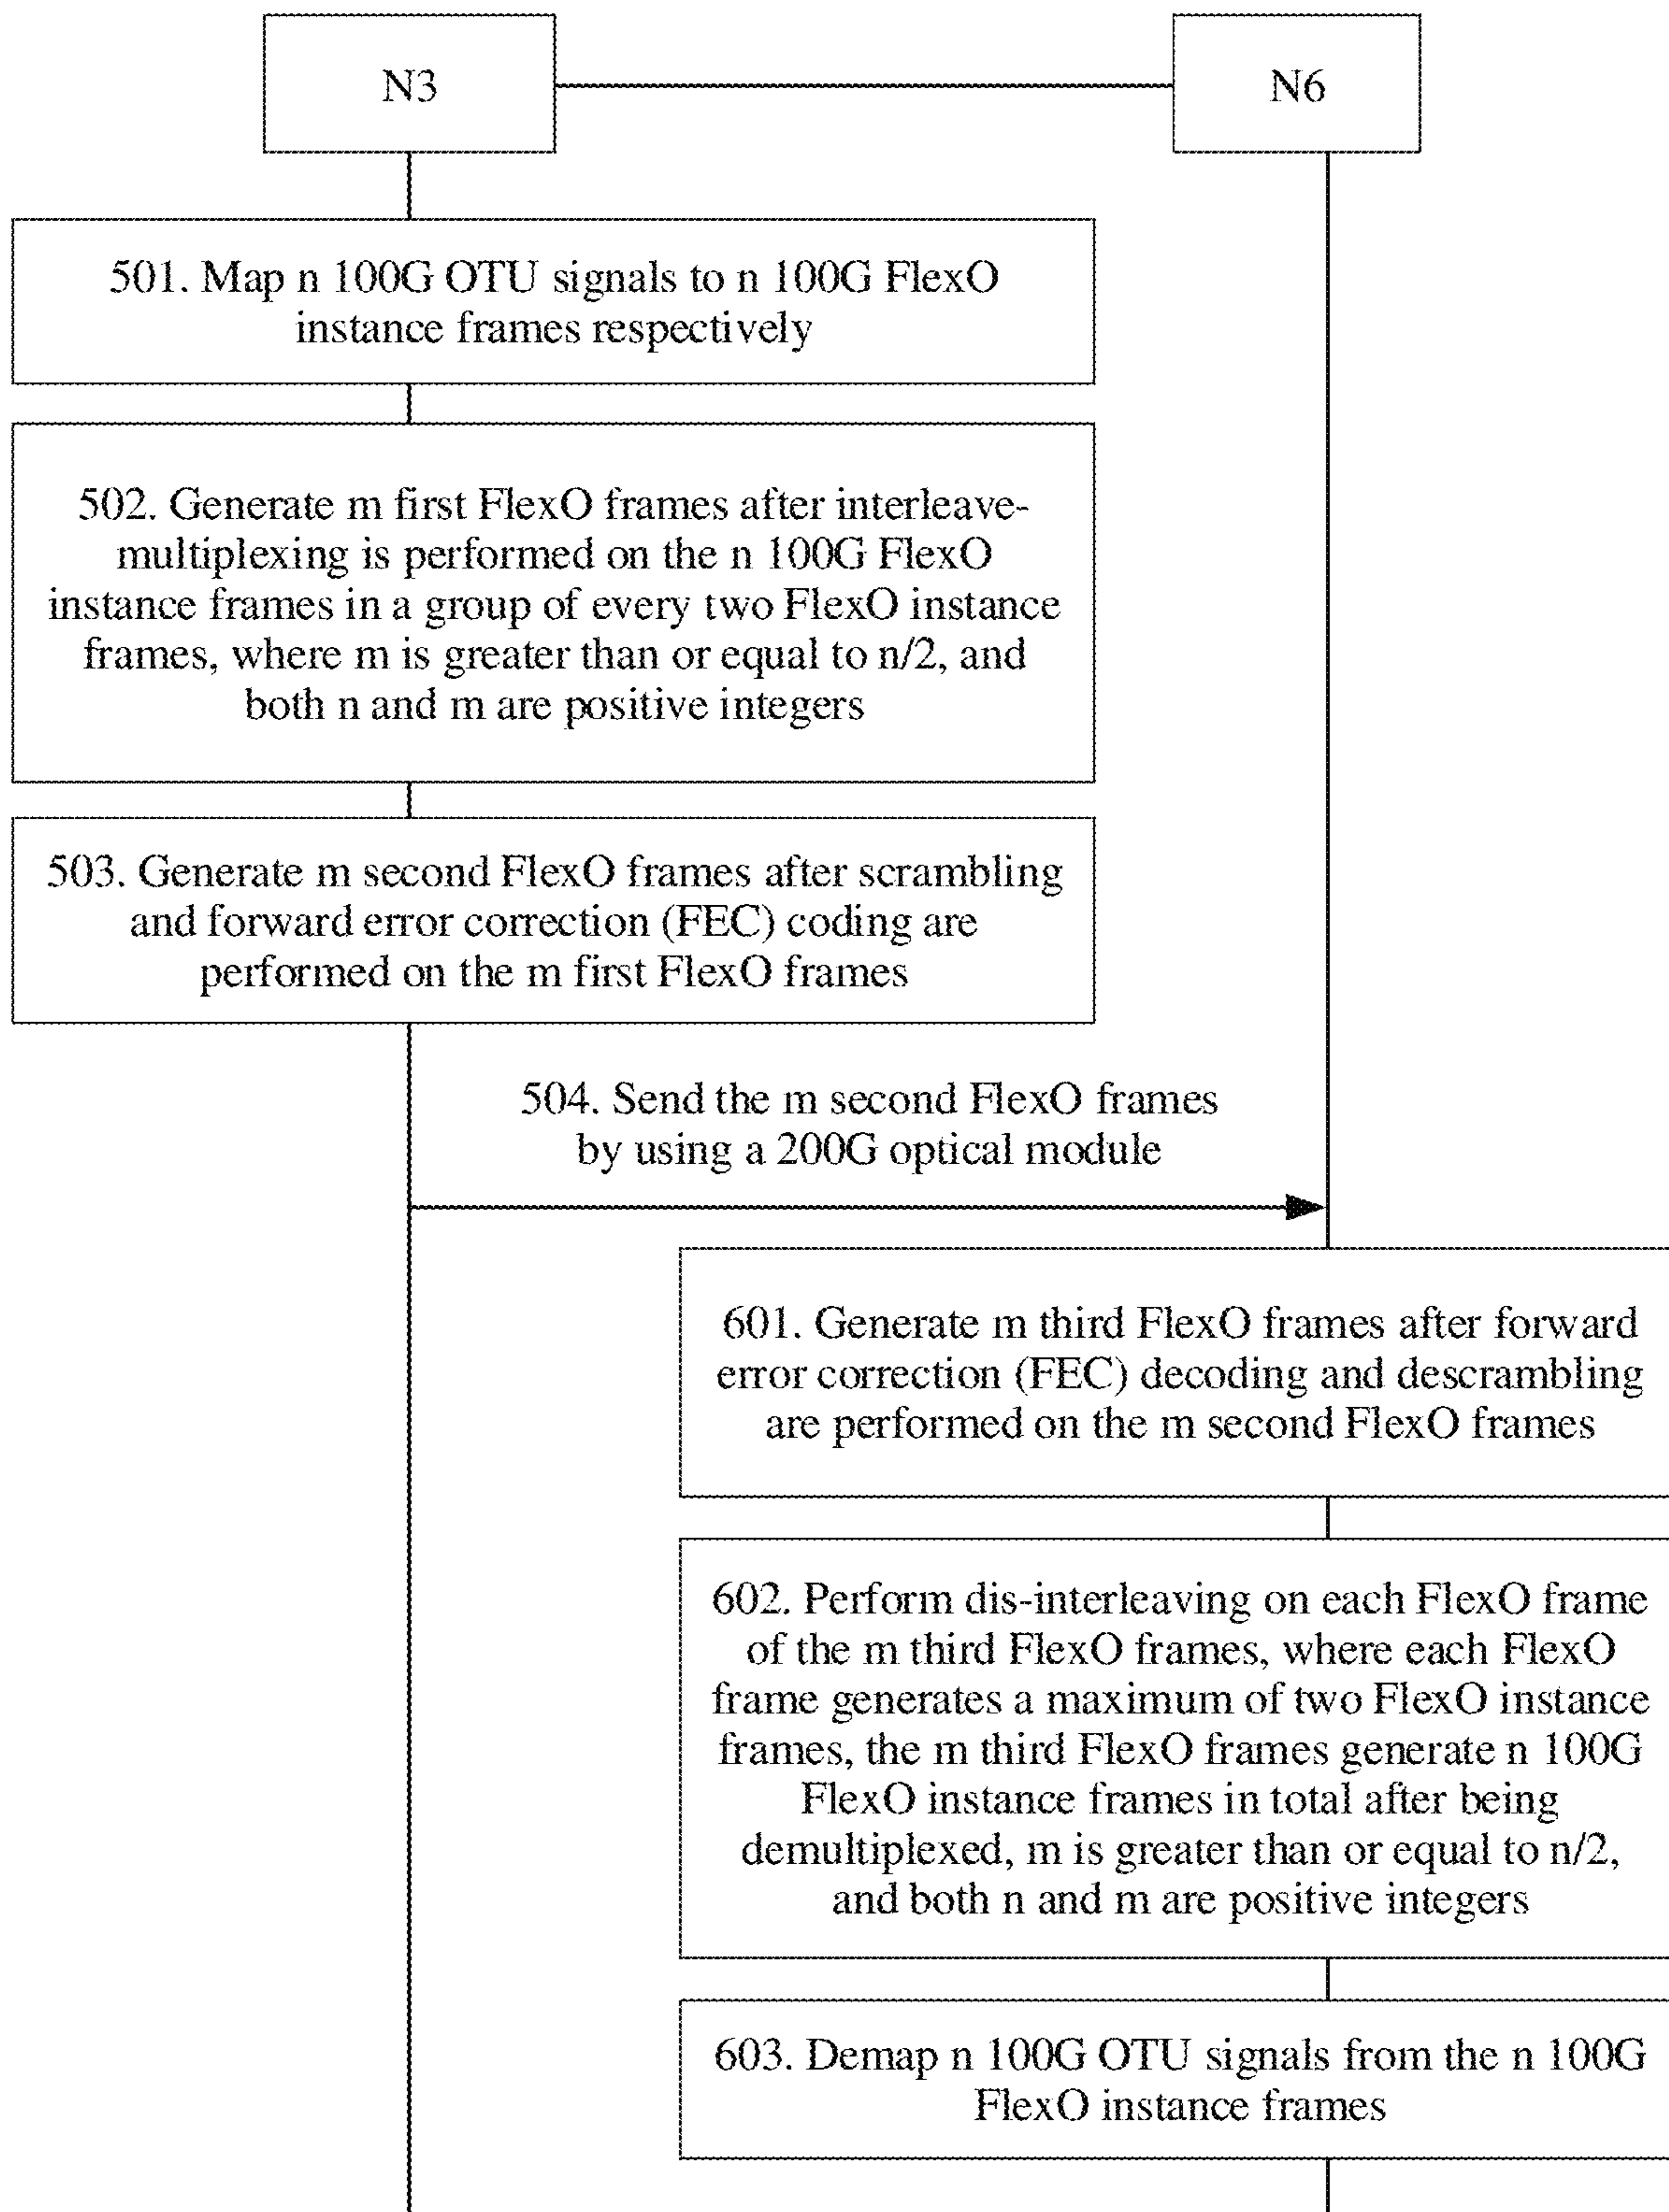 N3
N6
501. Map n 100G OTU signals to n 100G FlexO
instance frames respectively
502. Generate m first FlexO frames after interleave-
multiplexing is performed on the n 100G FlexO
instance frames in a group of every two FlexO instance
frames, where m is greater than or equal to n/2, and
both n and m are positive integers
503. Generate m second FlexO frames after scrambling
and forward error correction (FEC) coding are
performed on the m first FlexO frames
504. Send the m second FlexO frames
by using a 200G optical module
601. Generate m third FlexO frames after forward
error correction (FEC) decoding and descrambling
are performed on the m second FlexO frames
602. Perform dis-interleaving on each FlexO frame
of the m third FlexO frames, where each FlexO
frame generates a maximum of two FlexO instance
frames, the m third FlexO frames generate n 100G
FlexO instance frames in total after being
demultiplexed, m is greater than or equal to n/2,
and both n and m are positive integers
603. Demap n 100G OTU signals from the n 100G
FlexO instance frames